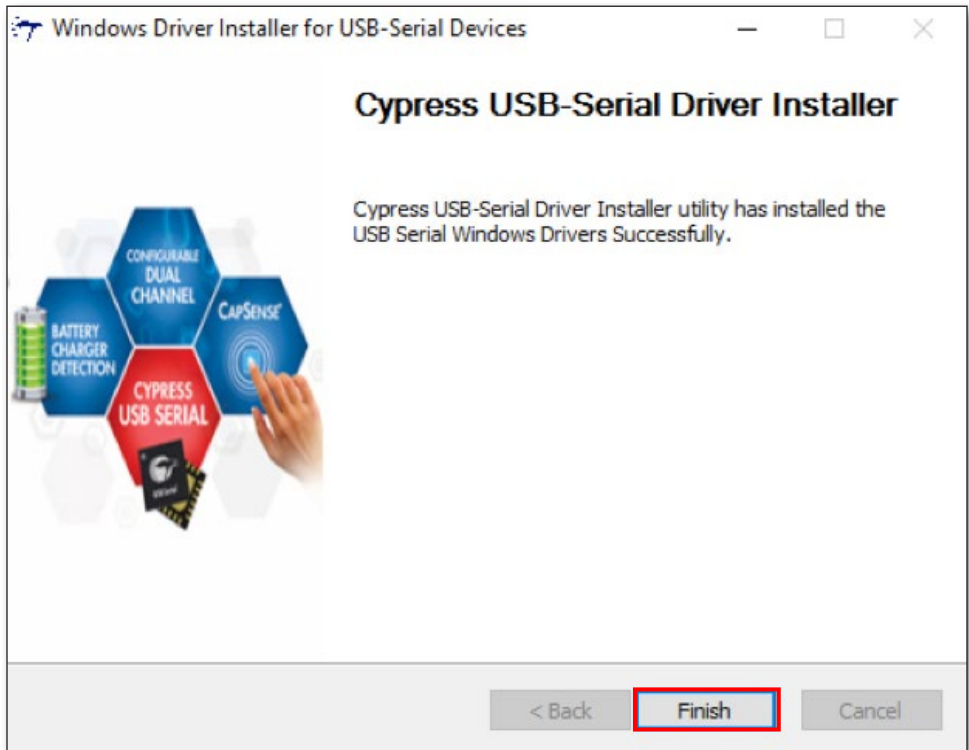 Windows Driver Installer for USB-Serial Devices
Cypress USB-Serial Driver Installer
Cypress USB-Serial Driver Installer utility has installed the
USB Serial Windows Drivers Successfully.
CONFIGURABLE
DUAL
CHANNEL
CAPSENSE
BATTERY
CHARGER
DETECTION
CYPRESS
USB SERIAL
< Back
Finish
Cancel